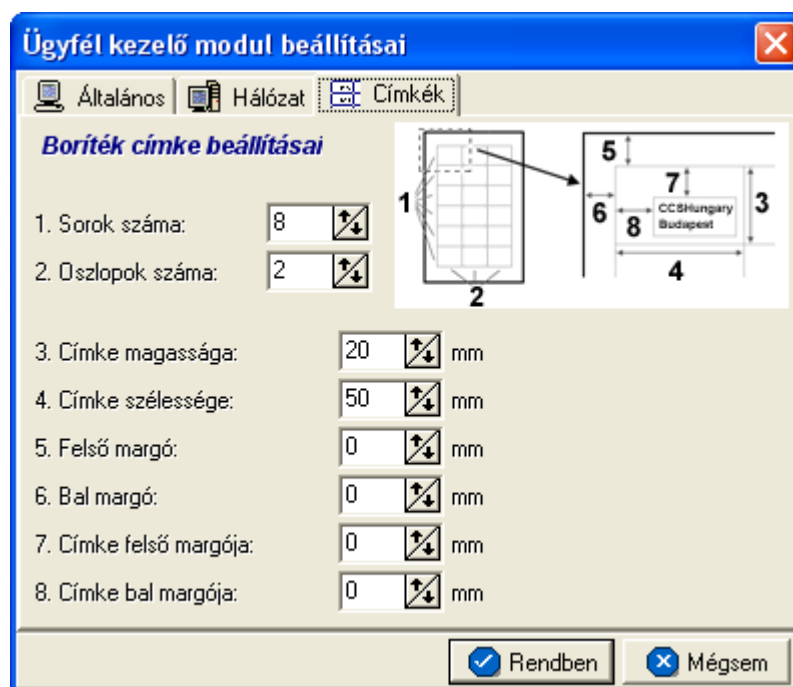 Ügyfél kezelő modul beállításai
Általános Hálózat Címkék
Boríték címke beállításai
1. Sorok száma: 8
2. Oszlopok száma: 2
1
2
5
7
6
8
CCSHungary
Budapest
3
4
3. Címke magassága: 20 mm
4. Címke szélessége: 50 mm
5. Felső margó: 0 mm
6. Bal margó: 0 mm
7. Címke felső margója: 0 mm
8. Címke bal margója: 0 mm
Rendben Mégsem